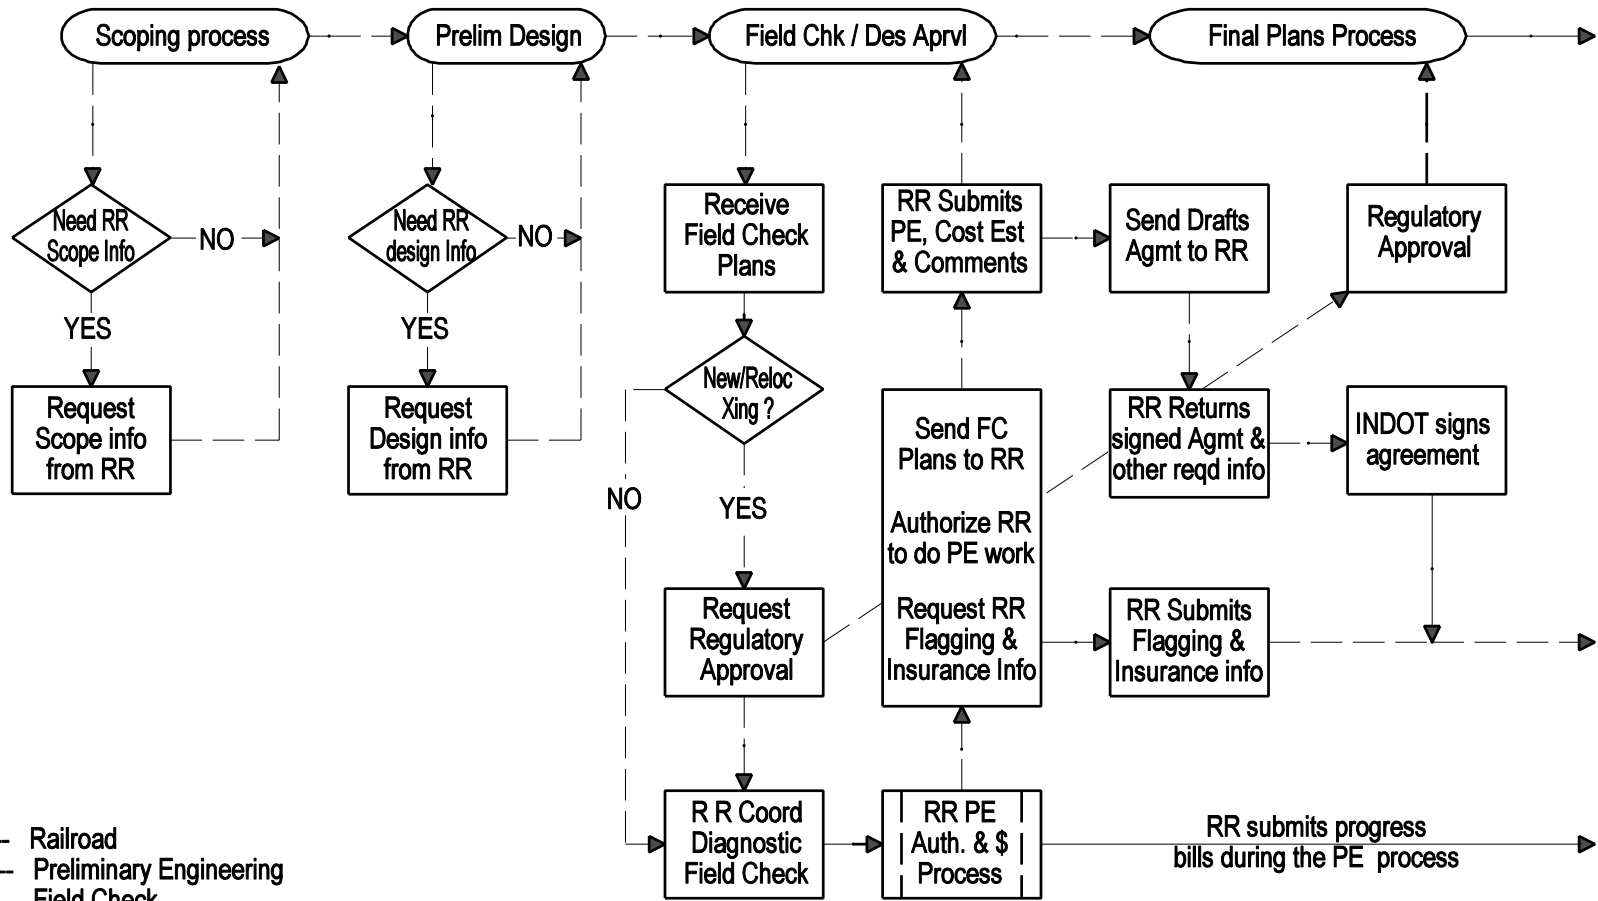 Scoping process
Prelim Design
Field Chk / Des Aprvl
Final Plans Process
Need RR
Scope Info
NO
YES
Request
Scope info
from RR
Need RR
design Info
NO
YES
Request
Design info
from RR
Receive
Field Check
Plans
New/Reloc
Xing ?
NO
YES
Request
Regulatory
Approval
R R Coord
Diagnostic
Field Check
RR Submits
PE, Cost Est
& Comments
Send FC
Plans to RR
Authorize RR
to do PE work
Request RR
Flagging &
Insurance Info
RR PE
Auth. & $
Process
Send Drafts
Agmt to RR
RR Returns
signed Agmt &
other reqd info
RR Submits
Flagging &
Insurance info
Regulatory
Approval
INDOT signs
agreement
RR submits progress
bills during the PE process
-- Railroad
-- Preliminary Engineering
Field Check